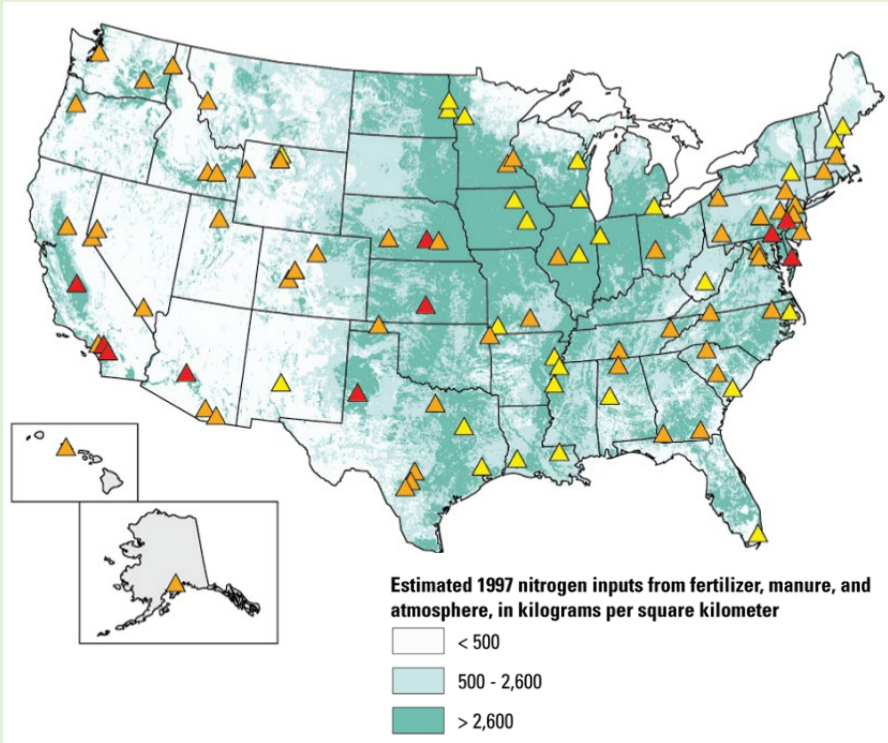 Estimated 1997 nitrogen inputs from fertilizer, manure, and
atmosphere, in kilograms per square kilometer
< 500
500 - 2,600
> 2,600